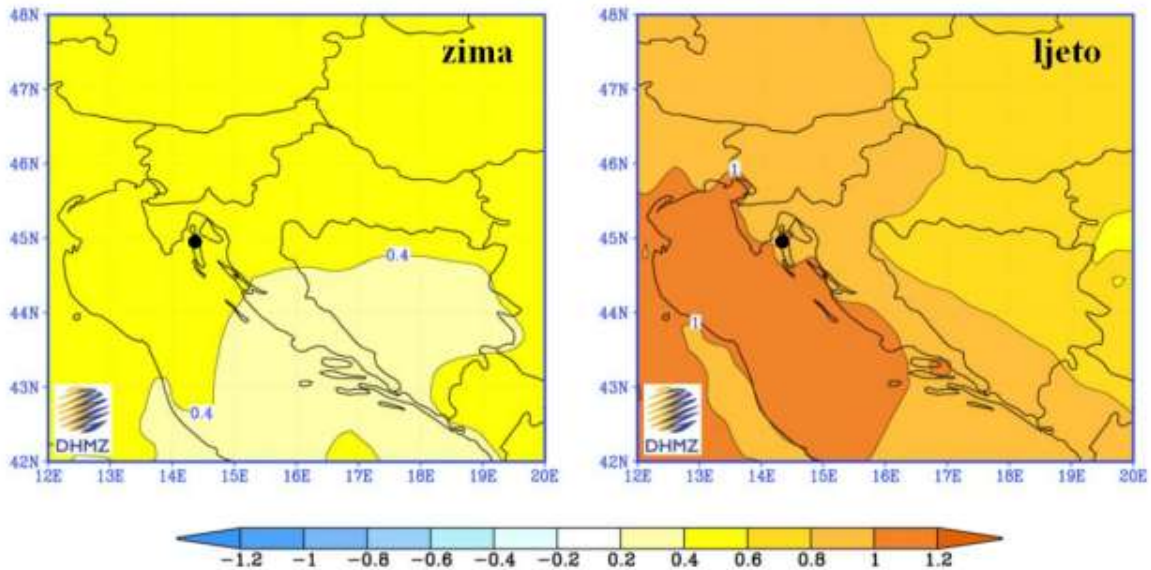 zima
48N
47N
46N
45N
44N
43N
42N
12E 13E 14E 15E 16E 17E 18E 19E 20E
0.4
0.4
DHMZ
ljeto
48N
47N
46N
45N
44N
43N
42N
12E 13E 14E 15E 16E 17E 18E 19E 20E
1
1
DHMZ
-1.2 -1 -0.8 -0.6 -0.4 -0.2 0.2 0.4 0.6 0.8 1 1.2